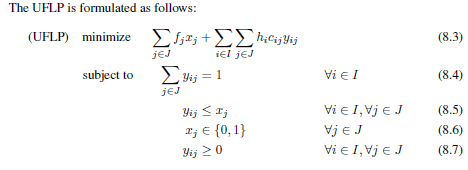 The UFLP is formulated as follows:
(UFLP) minimize ∑_{j∈J} f_j x_j + ∑_{i∈I} ∑_{j∈J} h_i c_{ij} y_{ij} (8.3)
subject to ∑_{j∈J} y_{ij} = 1 ∀i ∈ I (8.4)
y_{ij} ≤ x_j ∀i ∈ I, ∀j ∈ J (8.5)
x_j ∈ {0, 1} ∀j ∈ J (8.6)
y_{ij} ≥ 0 ∀i ∈ I, ∀j ∈ J (8.7)